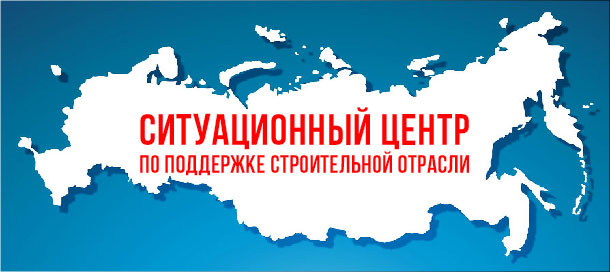 СИТУАЦИОННЫЙ ЦЕНТР
ПО ПОДДЕРЖКЕ СТРОИТЕЛЬНОЙ ОТРАСЛИ